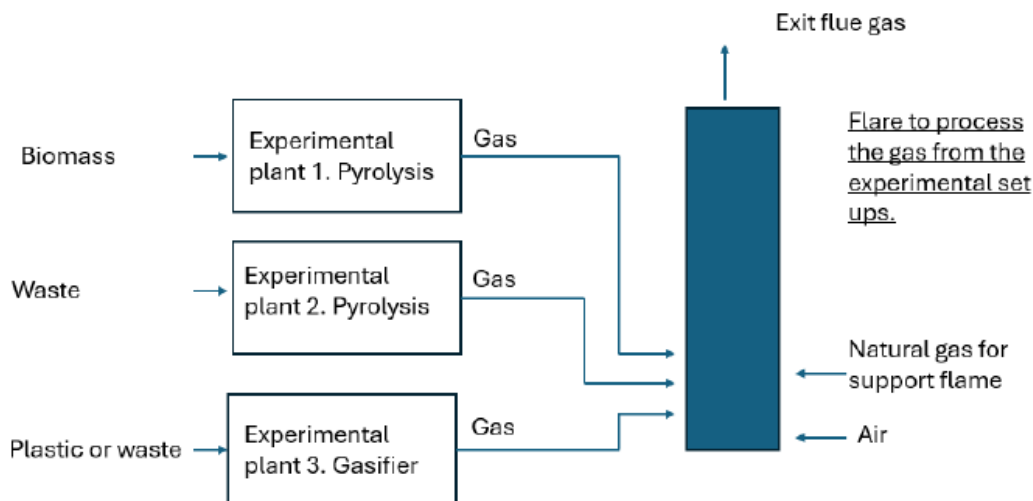 Exit flue gas
Biomass
Experimental
plant 1. Pyrolysis
Gas
Flare to process
the gas from the
experimental set
ups.
Waste
Experimental
plant 2. Pyrolysis
Gas
Natural gas for
support flame
Plastic or waste
Experimental
plant 3. Gasifier
Gas
Air